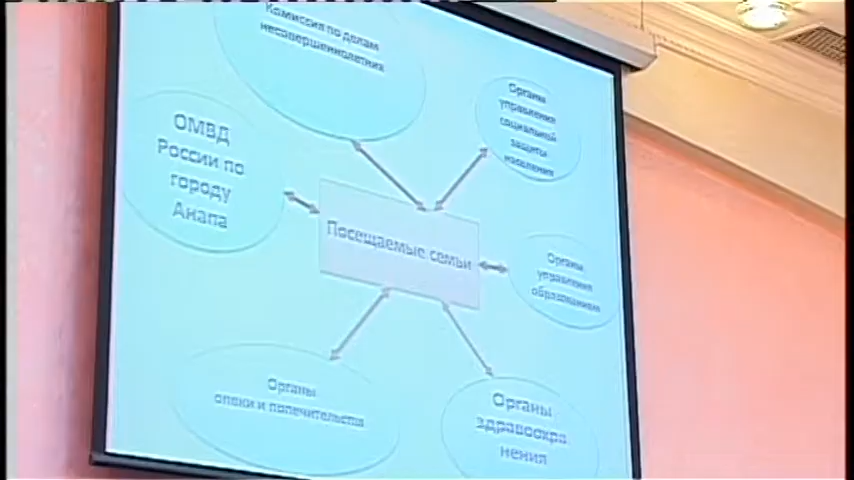 Комиссия по делам
несовершеннолетних
ОМВД
России по
городу
Анапа
Органы
управления
социальной
защиты
населения
Посещаемые семьи
Органы
управления
образованием
Органы
опеки и попечительства
Органы
здравоохра
нения